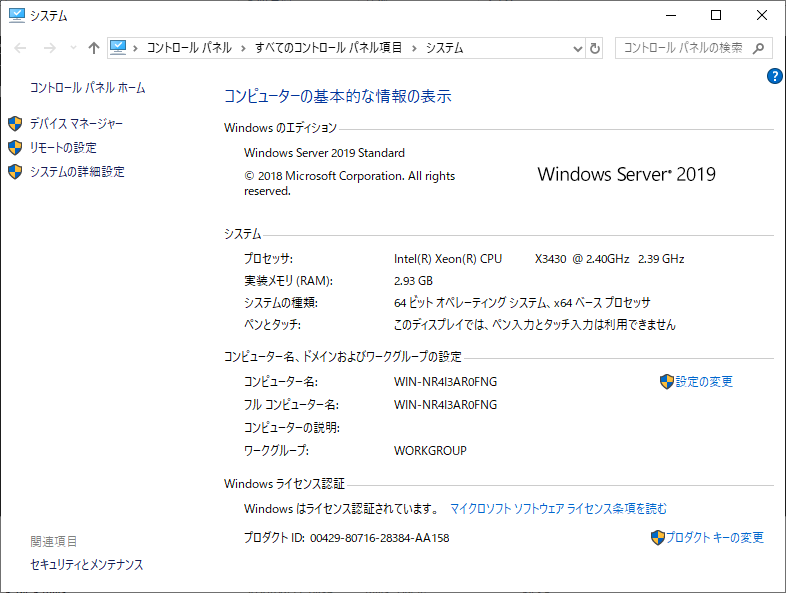 システム
コントロール パネル › すべてのコントロール パネル項目 › システム
コントロール パネルの検索
コントロール パネル ホーム
デバイス マネージャー
リモートの設定
システムの詳細設定
コンピューターの基本的な情報の表示
Windows のエディション
Windows Server 2019 Standard
© 2018 Microsoft Corporation. All rights
reserved.
Windows Server® 2019
システム
プロセッサ: Intel(R) Xeon(R) CPU X3430 @ 2.40GHz 2.39 GHz
実装メモリ (RAM): 2.93 GB
システムの種類: 64 ビット オペレーティング システム、x64 ベース プロセッサ
ペンとタッチ: このディスプレイでは、ペン入力とタッチ入力は利用できません
コンピューター名、ドメインおよびワークグループの設定
コンピューター名: WIN-NR4I3AR0FNG 設定の変更
フル コンピューター名: WIN-NR4I3AR0FNG
コンピューターの説明:
ワークグループ: WORKGROUP
Windows ライセンス認証
Windows はライセンス認証されています。 マイクロソフト ソフトウェア ライセンス条項を読む
プロダクト ID: 00429-80716-28384-AA158 プロダクト キーの変更
関連項目
セキュリティとメンテナンス